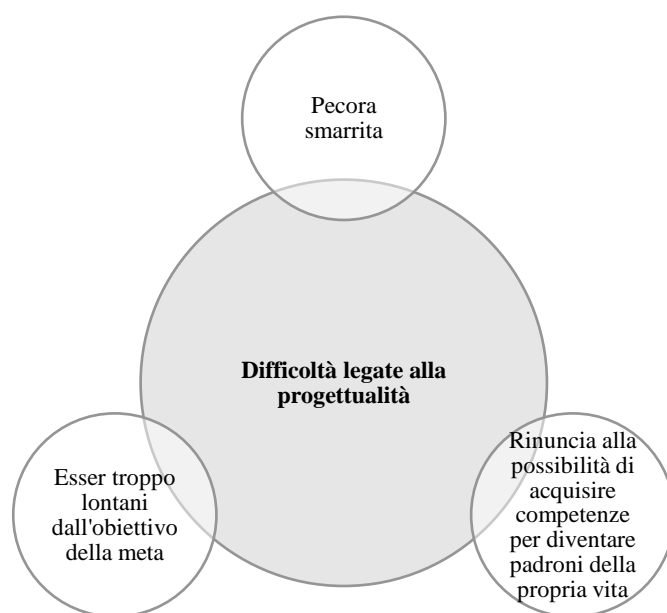 Pecora
smarrita
Difficoltà legate alla
progettualità
Esser troppo
lontani
dall'obiettivo
della meta
Rinuncia alla
possibilità di
acquisire
competenze
per diventare
padroni della
propria vita